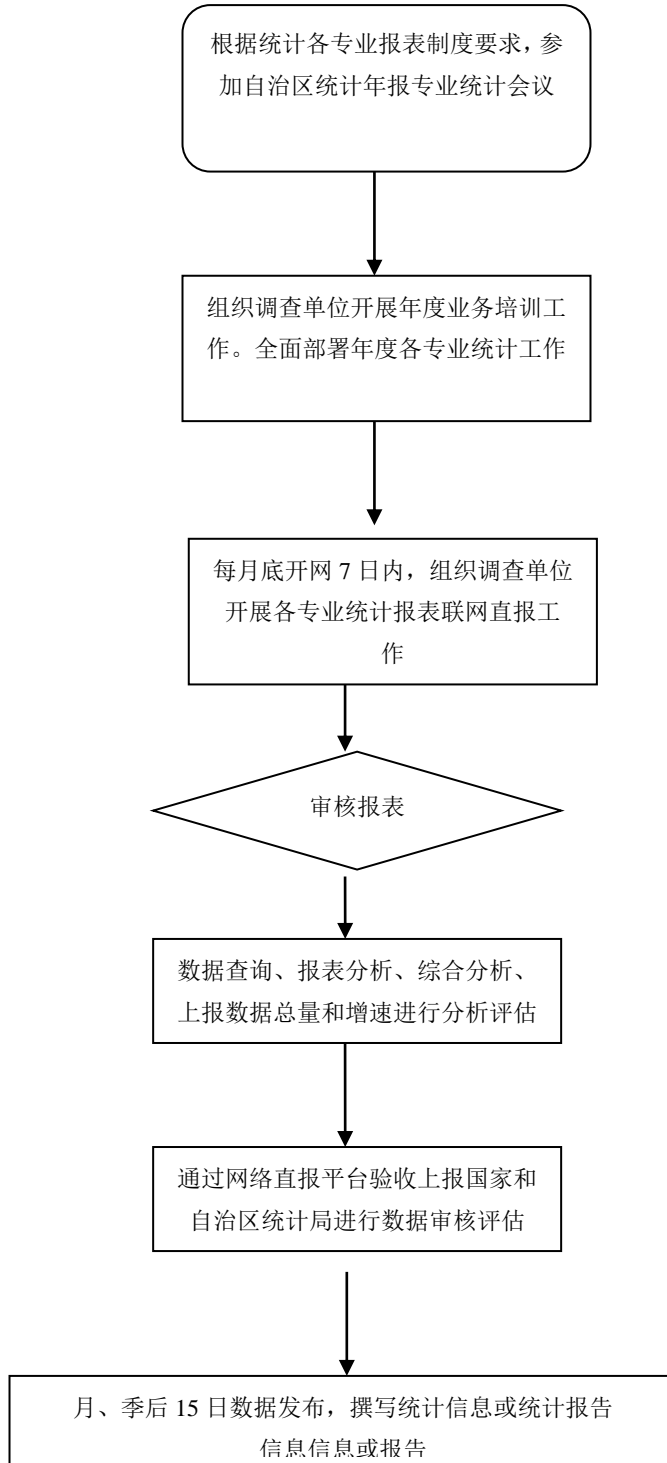 根据统计各专业报表制度要求，参
加自治区统计年报专业统计会议
组织调查单位开展年度业务培训工
作。全面部署年度各专业统计工作
每月底开网 7 日内，组织调查单位
开展各专业统计报表联网直报工
作
审核报表
数据查询、报表分析、综合分析、
上报数据总量和增速进行分析评估
通过网络直报平台验收上报国家和
自治区统计局进行数据审核评估
月、季后 15 日数据发布，撰写统计信息或统计报告
信息信息或报告